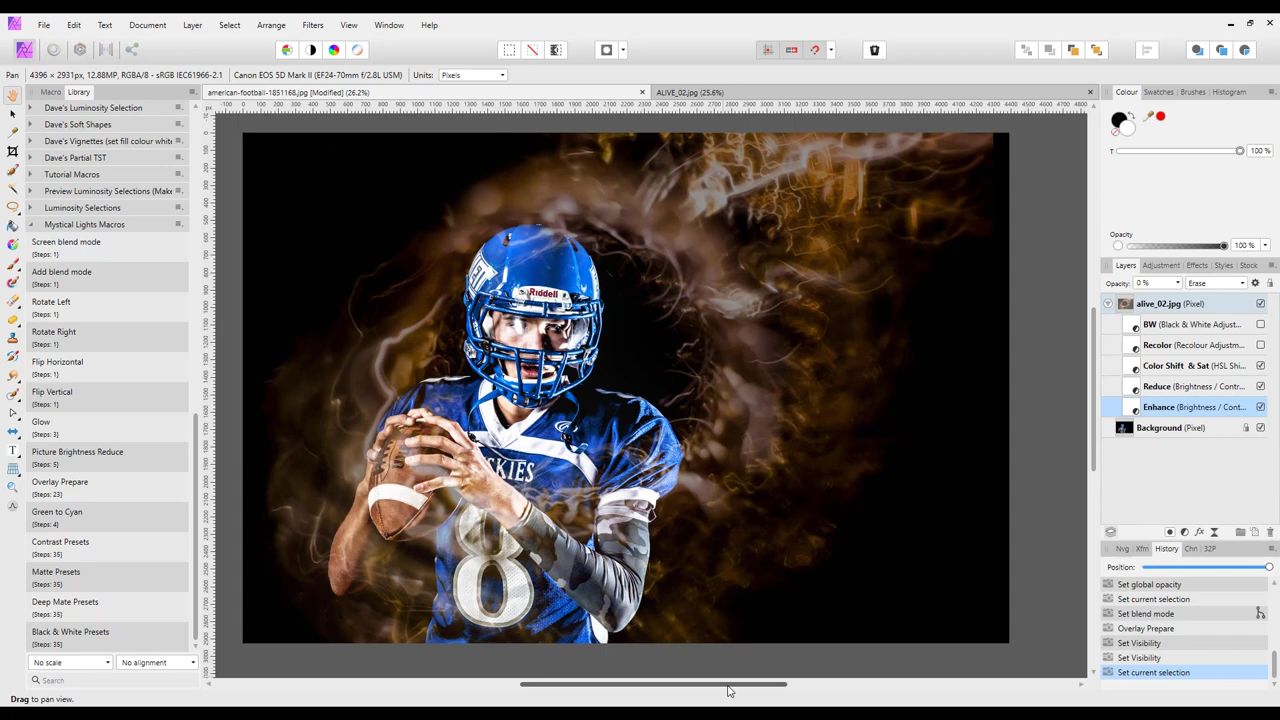 File Edit Text Document Layer Select Arrange Filters View Window Help
Pan 4396 × 2931px, 12.88MP, RGBA/8 - sRGB IEC61966-2.1 Canon EOS 5D Mark II (EF24-70mm f/2.8L USM) Units: Pixels
Macro Library
american-football-1851168.jpg [Modified] (26.2%)
ALIVE_02.jpg (25.6%)
Colour Swatches Brushes Histogram
Dave's Luminosity Selection
Dave's Soft Shapes
Dave's Vignettes (set fill colour white
Dave's Partial TST
Tutorial Macros
Preview Luminosity Selections (Make
Luminosity Selections
Mystical Lights Macros
Screen blend mode
(Steps: 1)
Add blend mode
(Steps: 1)
Rotate Left
(Steps: 1)
Rotate Right
(Steps: 1)
Flip Horizontal
(Steps: 1)
Flip Vertical
(Steps: 1)
Glow
(Steps: 3)
Picture Brightness Reduce
(Steps: 5)
Overlay Prepare
(Steps: 23)
Green to Cyan
(Steps: 4)
Contrast Presets
(Steps: 35)
Matte Presets
(Steps: 35)
Deep Mate Presets
(Steps: 35)
Black & White Presets
(Steps: 35)
No scale No alignment
Search
Drag to pan view.
Riddell
8
T 100 %
Opacity
100 %
Layers Adjustment Effects Styles Stock
Opacity: 0 % Erase
alive_02.jpg (Pixel)
BW (Black & White Adjust...
Recolor (Recolour Adjustm...
Color Shift & Sat (HSL Shi...
Reduce (Brightness / Contr...
Enhance (Brightness / Cont...
Background (Pixel)
Nvg Xfm History Chn 32P
Position:
Set global opacity
Set current selection
Set blend mode
Overlay Prepare
Set Visibility
Set Visibility
Set current selection